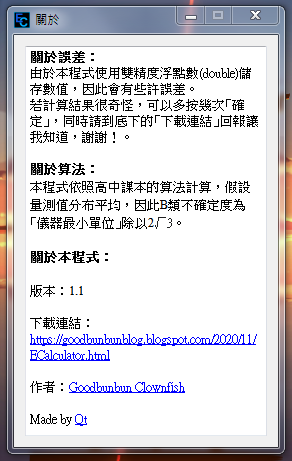 FC 關於
關於誤差：
由於本程式使用雙精度浮點數(double)儲
存數值，因此會有些許誤差。
若計算結果很奇怪，可以多按幾次「確
定」，同時請到底下的「下載連結」回報讓
我知道，謝謝！。
關於算法：
本程式依照高中課本的算法計算，假設
量測值分布平均，因此B類不確定度為
「儀器最小單位」除以2√3。
關於本程式：
版本：1.1
下載連結：
https://goodbunbunblog.blogspot.com/2020/11/
ECalculator.html
作者：Goodbunbun Clownfish
Made by Qt